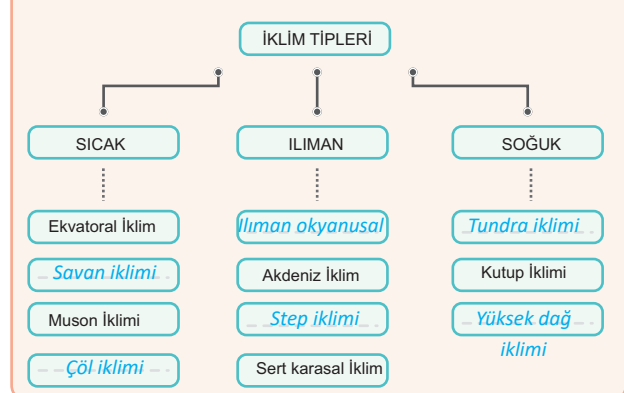 İKLİM TİPLERİ
SICAK
ILIMAN
SOĞUK
Ekvatoral İklim
Ilıman okyanusal
Tundra iklimi
Savan iklimi
Akdeniz İklim
Kutup İklimi
Muson İklimi
Step iklimi
Yüksek dağ
iklimi
Çöl iklimi
Sert karasal İklim